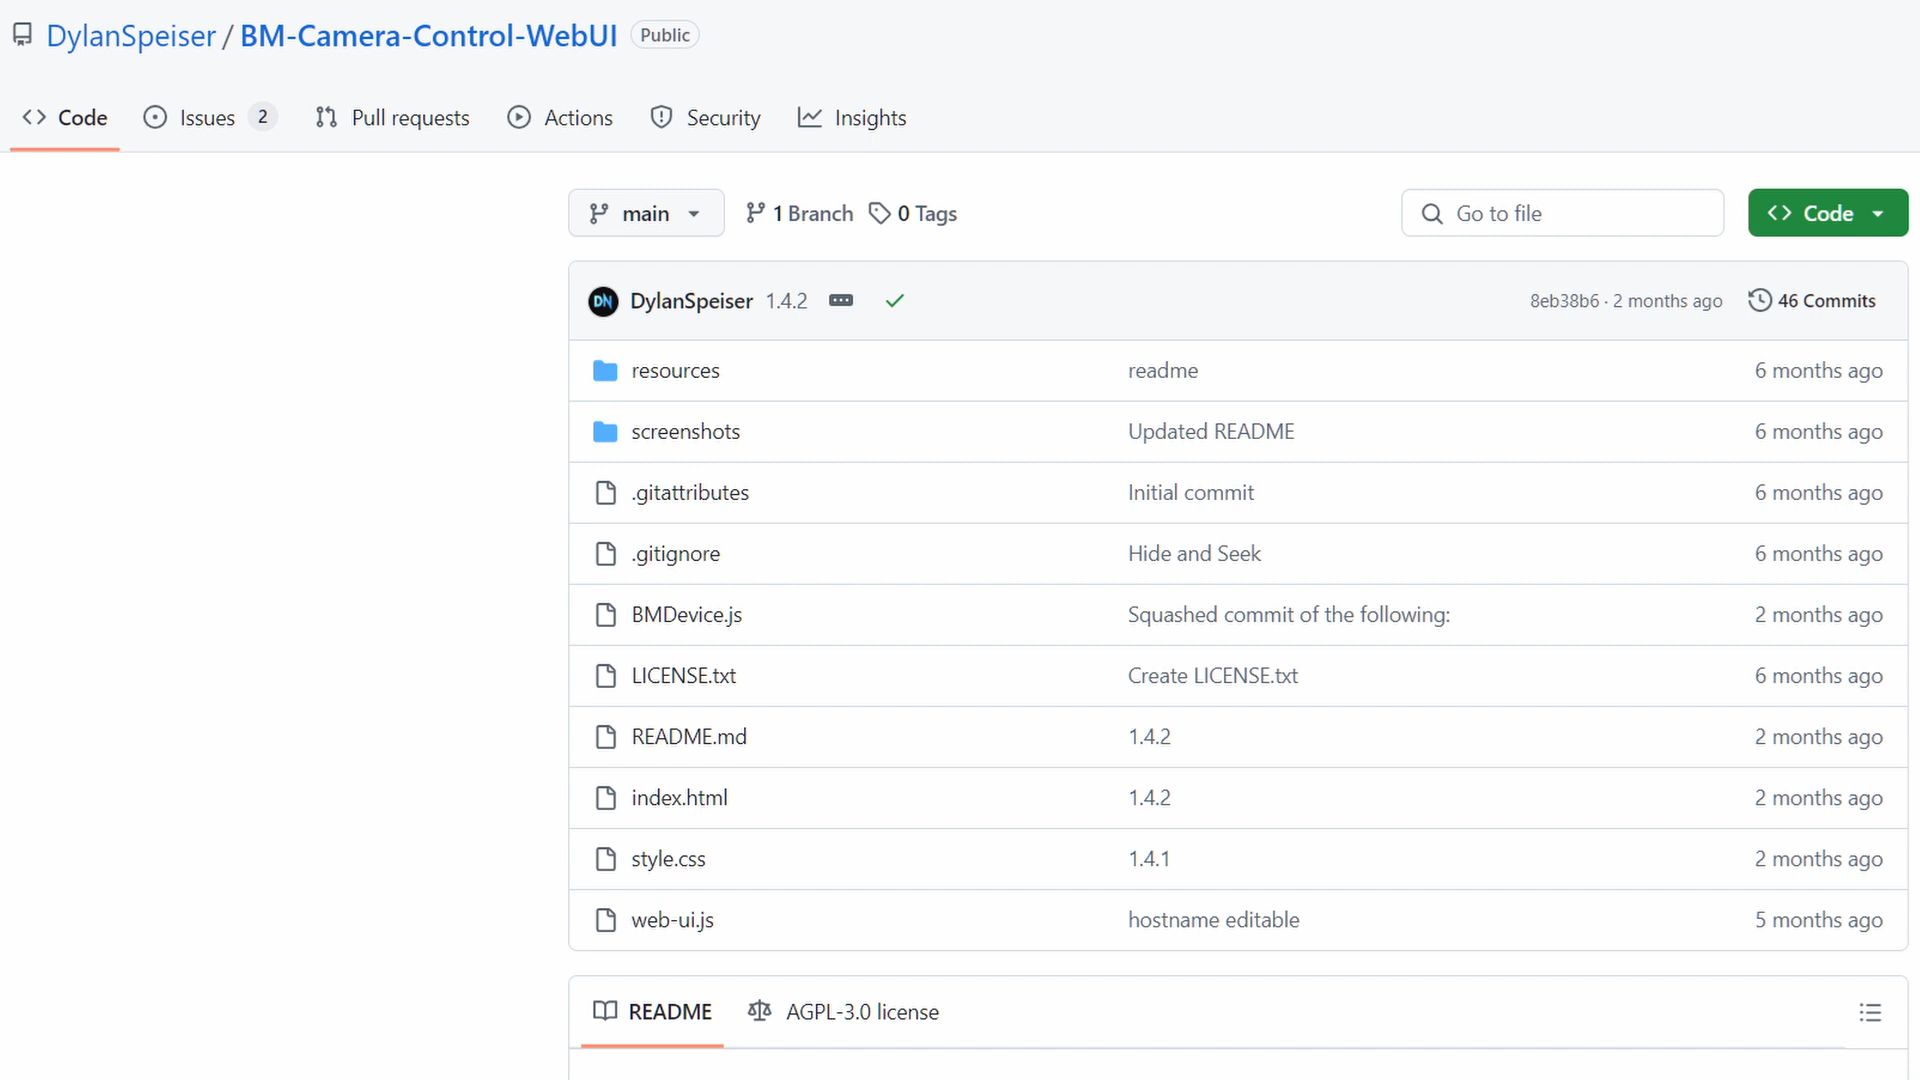 DylanSpeiser / BM-Camera-Control-WebUI Public
Code Issues 2 Pull requests Actions Security Insights
main 1 Branch 0 Tags Go to file Code
DN DylanSpeiser 1.4.2 8eb38b6 · 2 months ago 46 Commits
resources readme 6 months ago
screenshots Updated README 6 months ago
.gitattributes Initial commit 6 months ago
.gitignore Hide and Seek 6 months ago
BMDevice.js Squashed commit of the following: 2 months ago
LICENSE.txt Create LICENSE.txt 6 months ago
README.md 1.4.2 2 months ago
index.html 1.4.2 2 months ago
style.css 1.4.1 2 months ago
web-ui.js hostname editable 5 months ago
README AGPL-3.0 license